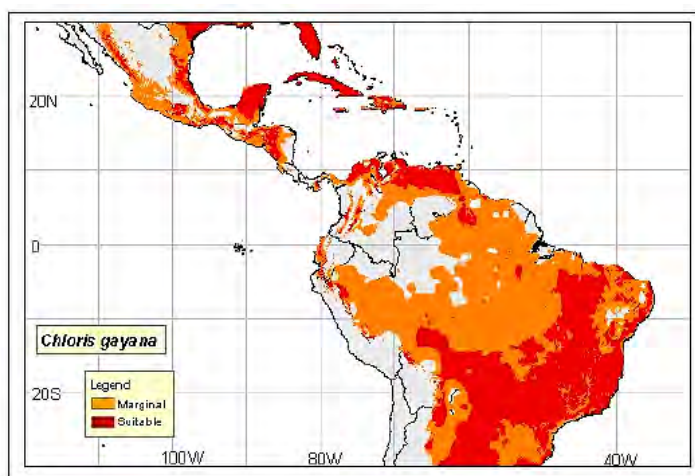 20N
0
Chloris gayana
Legend
Marginal
Suitable
20S
100W
80W
40W